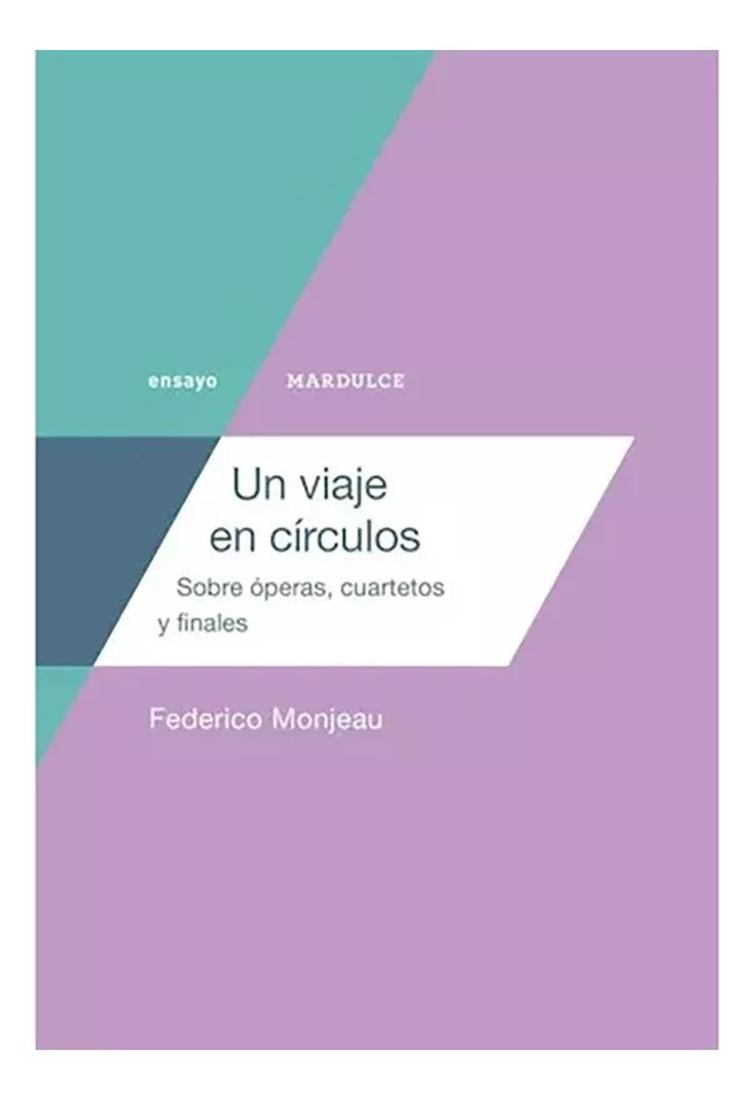 ensayo MARDULCE
Un viaje
en círculos
Sobre óperas, cuartetos
y finales
Federico Monjeau